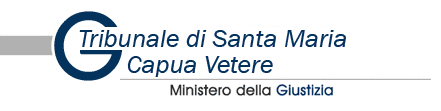 Tribunale di Santa Maria
Capua Vetere
Ministero della Giustizia